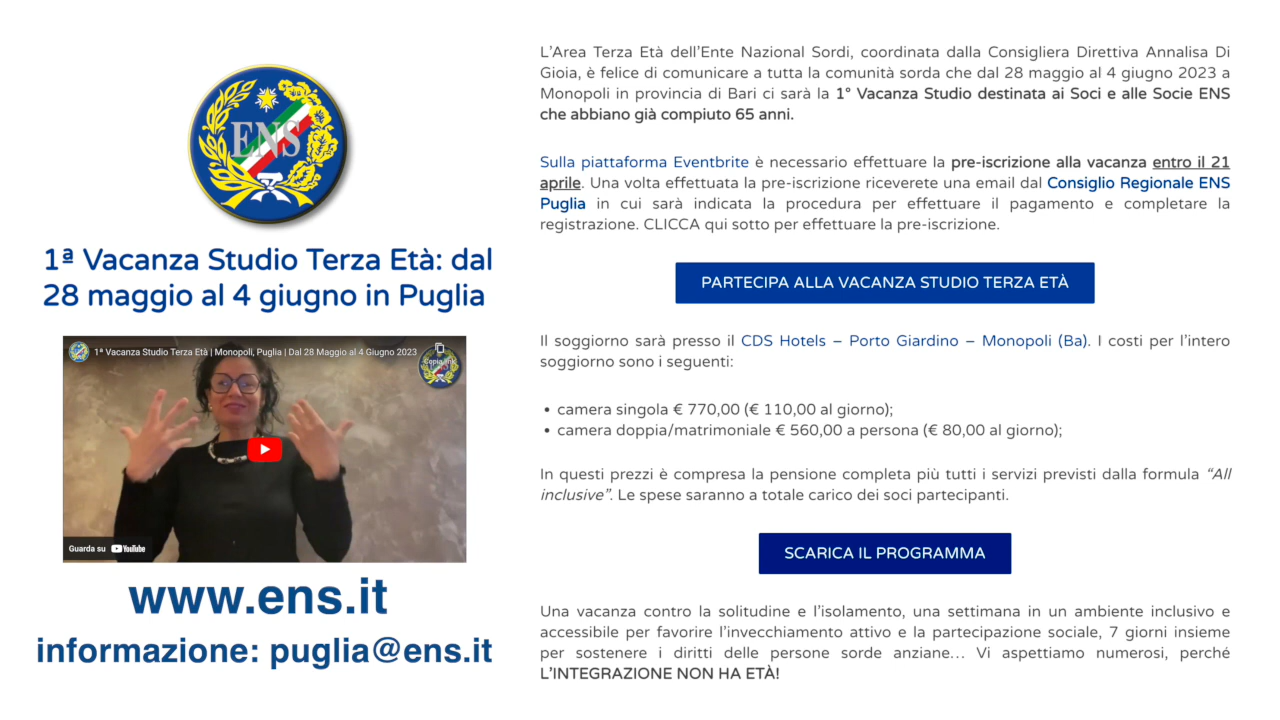 ENS
1ª Vacanza Studio Terza Età: dal
28 maggio al 4 giugno in Puglia
1ª Vacanza Studio Terza Età | Monopoli, Puglia | Dal 28 Maggio al 4 Giugno 2023
Copia link
Guarda su YouTube
www.ens.it
informazione: puglia@ens.it
L’Area Terza Età dell’Ente Nazional Sordi, coordinata dalla Consigliera Direttiva Annalisa Di
Gioia, è felice di comunicare a tutta la comunità sorda che dal 28 maggio al 4 giugno 2023 a
Monopoli in provincia di Bari ci sarà la 1° Vacanza Studio destinata ai Soci e alle Socie ENS
che abbiano già compiuto 65 anni.
Sulla piattaforma Eventbrite è necessario effettuare la pre-iscrizione alla vacanza entro il 21
aprile. Una volta effettuata la pre-iscrizione riceverete una email dal Consiglio Regionale ENS
Puglia in cui sarà indicata la procedura per effettuare il pagamento e completare la
registrazione. CLICCA qui sotto per effettuare la pre-iscrizione.
PARTECIPA ALLA VACANZA STUDIO TERZA ETÀ
Il soggiorno sarà presso il CDS Hotels – Porto Giardino – Monopoli (Ba). I costi per l’intero
soggiorno sono i seguenti:
• camera singola € 770,00 (€ 110,00 al giorno);
• camera doppia/matrimoniale € 560,00 a persona (€ 80,00 al giorno);
In questi prezzi è compresa la pensione completa più tutti i servizi previsti dalla formula “All
inclusive”. Le spese saranno a totale carico dei soci partecipanti.
SCARICA IL PROGRAMMA
Una vacanza contro la solitudine e l’isolamento, una settimana in un ambiente inclusivo e
accessibile per favorire l’invecchiamento attivo e la partecipazione sociale, 7 giorni insieme
per sostenere i diritti delle persone sorde anziane… Vi aspettiamo numerosi, perché
L’INTEGRAZIONE NON HA ETÀ!